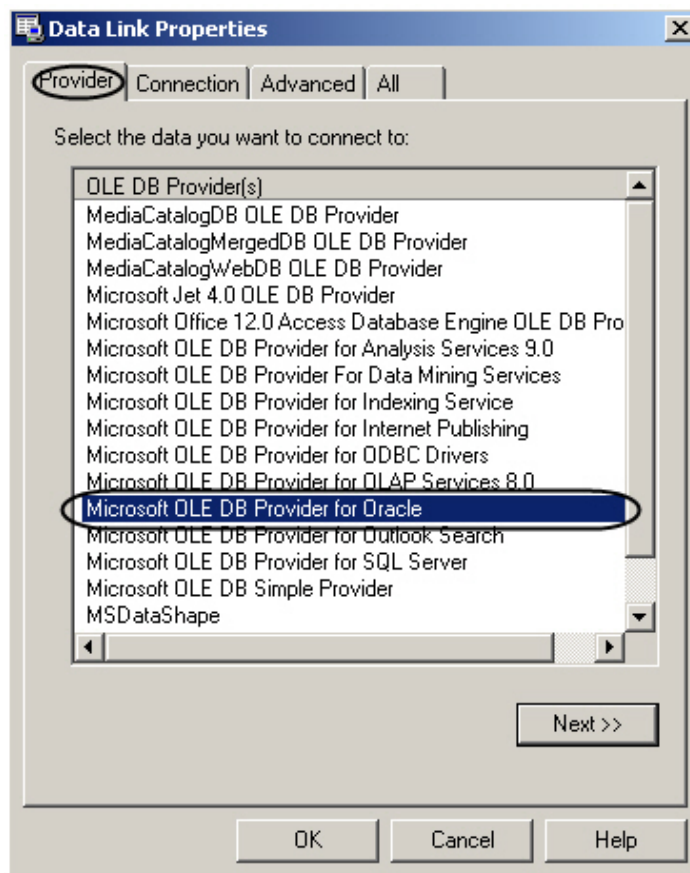 Data Link Properties
Provider Connection Advanced All
Select the data you want to connect to:
OLE DB Provider(s)
MediaCatalogDB OLE DB Provider
MediaCatalogMergedDB OLE DB Provider
MediaCatalogWebDB OLE DB Provider
Microsoft Jet 4.0 OLE DB Provider
Microsoft Office 12.0 Access Database Engine OLE DB Pro
Microsoft OLE DB Provider for Analysis Services 9.0
Microsoft OLE DB Provider For Data Mining Services
Microsoft OLE DB Provider for Indexing Service
Microsoft OLE DB Provider for Internet Publishing
Microsoft OLE DB Provider for ODBC Drivers
Microsoft OLE DB Provider for OLAP Services 8.0
Microsoft OLE DB Provider for Oracle
Microsoft OLE DB Provider for Outlook Search
Microsoft OLE DB Provider for SQL Server
Microsoft OLE DB Simple Provider
MSDataShape
Next >>
OK Cancel Help